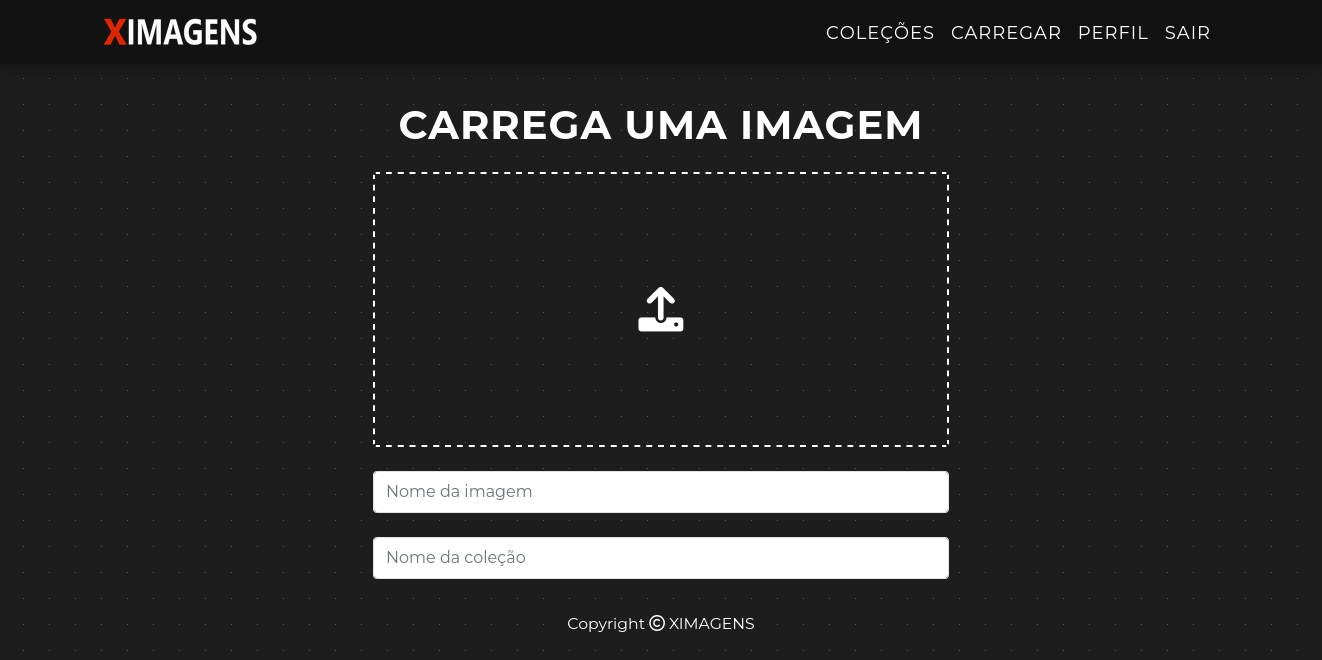 XIMAGENS
COLEÇÕES CARREGAR PERFIL SAIR
CARREGA UMA IMAGEM
Nome da imagem
Nome da coleção
Copyright © XIMAGENS